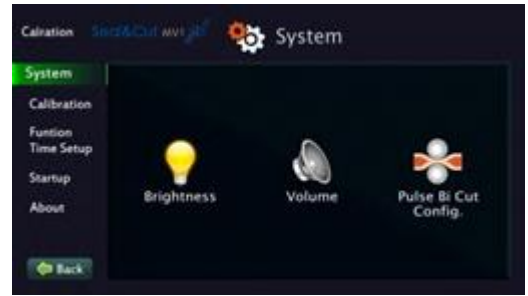 Calration
System
System
Calibration
Funtion
Time Setup
Startup
About
Brightness
Volume
Pulse Bi Cut
Config.
Back